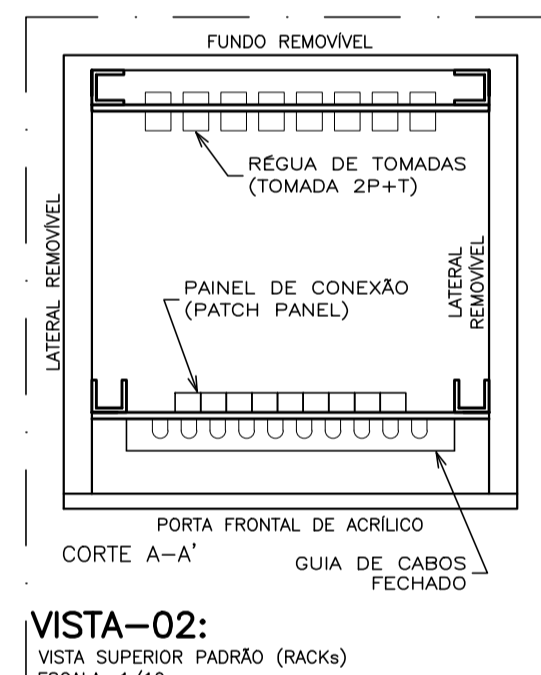 FUNDO REMOVÍVEL
RÉGUA DE TOMADAS
(TOMADA 2P+T)
LATERAL REMOVÍVEL
LATERAL
REMOVÍVEL
PAINEL DE CONEXÃO
(PATCH PANEL)
PORTA FRONTAL DE ACRÍLICO
CORTE A-A'
GUIA DE CABOS
FECHADO
VISTA-02:
VISTA SUPERIOR PADRÃO (RACKs)